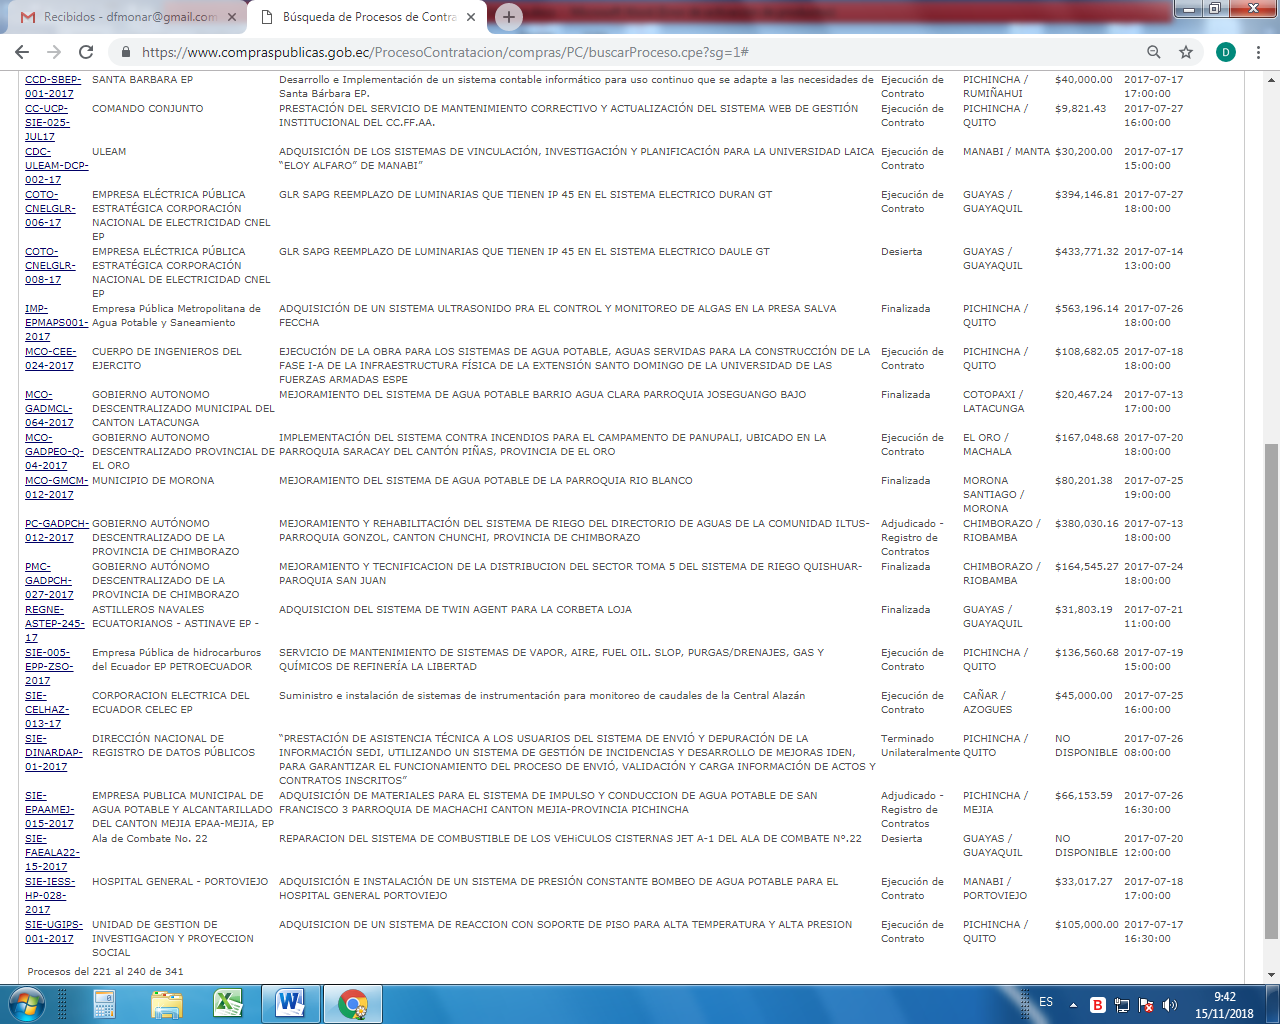 Recibidos - dfmonar@gmail.com
Búsqueda de Procesos de Contra
https://www.compraspublicas.gob.ec/ProcesoContratacion/compras/PC/buscarProceso.cpe?sg=1#
D
CCD-SBEP- SANTA BARBARA EP Desarrollo e Implementación de un sistema contable informático para uso continuo que se adapte a las necesidades de Ejecución de PICHINCHA / $40,000.00 2017-07-17
001-2017 Santa Bárbara EP. Contrato RUMIÑAHUI 17:00:00
CC-UCP- COMANDO CONJUNTO PRESTACIÓN DEL SERVICIO DE MANTENIMIENTO CORRECTIVO Y ACTUALIZACIÓN DEL SISTEMA WEB DE GESTIÓN Ejecución de PICHINCHA / $9,821.43 2017-07-27
SIE-025- INSTITUCIONAL DEL CC.FF.AA. Contrato QUITO 16:00:00
JUL17
CDC- ULEAM ADQUISICIÓN DE LOS SISTEMAS DE VINCULACIÓN, INVESTIGACIÓN Y PLANIFICACIÓN PARA LA UNIVERSIDAD LAICA Ejecución de MANABI / MANTA $30,200.00 2017-07-17
ULEAM-DCP- “ELOY ALFARO” DE MANABI” Contrato 15:00:00
002-17
COTO- EMPRESA ELÉCTRICA PÚBLICA GLR SAPG REEMPLAZO DE LUMINARIAS QUE TIENEN IP 45 EN EL SISTEMA ELECTRICO DURAN GT Ejecución de GUAYAS / $394,146.81 2017-07-27
CNELGLR- ESTRATÉGICA CORPORACIÓN Contrato GUAYAQUIL 18:00:00
006-17 NACIONAL DE ELECTRICIDAD CNEL
EP
COTO- EMPRESA ELÉCTRICA PÚBLICA GLR SAPG REEMPLAZO DE LUMINARIAS QUE TIENEN IP 45 EN EL SISTEMA ELECTRICO DAULE GT Desierta GUAYAS / $433,771.32 2017-07-14
CNELGLR- ESTRATÉGICA CORPORACIÓN GUAYAQUIL 13:00:00
008-17 NACIONAL DE ELECTRICIDAD CNEL
EP
IMP- Empresa Pública Metropolitana de ADQUISICIÓN DE UN SISTEMA ULTRASONIDO PRA EL CONTROL Y MONITOREO DE ALGAS EN LA PRESA SALVA Finalizada PICHINCHA / $563,196.14 2017-07-26
EPMAPS001- Agua Potable y Saneamiento FECCHA QUITO 18:00:00
2017
MCO-CEE- CUERPO DE INGENIEROS DEL EJECUCIÓN DE LA OBRA PARA LOS SISTEMAS DE AGUA POTABLE, AGUAS SERVIDAS PARA LA CONSTRUCCIÓN DE LA Ejecución de PICHINCHA / $108,682.05 2017-07-18
024-2017 EJERCITO FASE I-A DE LA INFRAESTRUCTURA FÍSICA DE LA EXTENSIÓN SANTO DOMINGO DE LA UNIVERSIDAD DE LAS Contrato QUITO 18:00:00
FUERZAS ARMADAS ESPE
MCO- GOBIERNO AUTONOMO MEJORAMIENTO DEL SISTEMA DE AGUA POTABLE BARRIO AGUA CLARA PARROQUIA JOSEGUANGO BAJO Finalizada COTOPAXI / $20,467.24 2017-07-13
GADMCL- DESCENTRALIZADO MUNICIPAL DEL LATACUNGA 17:00:00
064-2017 CANTON LATACUNGA
MCO- GOBIERNO AUTONOMO IMPLEMENTACIÓN DEL SISTEMA CONTRA INCENDIOS PARA EL CAMPAMENTO DE PANUPALI, UBICADO EN LA Ejecución de EL ORO / $167,048.68 2017-07-20
GADPEO-Q- DESCENTRALIZADO PROVINCIAL DE PARROQUIA SARACAY DEL CANTÓN PIÑAS, PROVINCIA DE EL ORO Contrato MACHALA 18:00:00
04-2017 EL ORO
MCO-GMCM- MUNICIPIO DE MORONA MEJORAMIENTO DEL SISTEMA DE AGUA POTABLE DE LA PARROQUIA RIO BLANCO Finalizada MORONA $80,201.38 2017-07-25
012-2017 SANTIAGO / 19:00:00
MORONA
PC-GADPCH- GOBIERNO AUTÓNOMO MEJORAMIENTO Y REHABILITACIÓN DEL SISTEMA DE RIEGO DEL DIRECTORIO DE AGUAS DE LA COMUNIDAD ILTUS- Adjudicado - CHIMBORAZO / $380,030.16 2017-07-13
012-2017 DESCENTRALIZADO DE LA PARROQUIA GONZOL, CANTON CHUNCHI, PROVINCIA DE CHIMBORAZO Registro de RIOBAMBA 18:00:00
PROVINCIA DE CHIMBORAZO Contratos
PMC- GOBIERNO AUTÓNOMO MEJORAMIENTO Y TECNIFICACION DE LA DISTRIBUCION DEL SECTOR TOMA 5 DEL SISTEMA DE RIEGO QUISHUAR- Finalizada CHIMBORAZO / $164,545.27 2017-07-24
GADPCH- DESCENTRALIZADO DE LA PAROQUIA SAN JUAN RIOBAMBA 18:00:00
027-2017 PROVINCIA DE CHIMBORAZO
REGNE- ASTILLEROS NAVALES ADQUISICION DEL SISTEMA DE TWIN AGENT PARA LA CORBETA LOJA Finalizada GUAYAS / $31,803.19 2017-07-21
ASTEP-245- ECUATORIANOS - ASTINAVE EP - GUAYAQUIL 11:00:00
17
SIE-005- Empresa Pública de hidrocarburos SERVICIO DE MANTENIMIENTO DE SISTEMAS DE VAPOR, AIRE, FUEL OIL. SLOP, PURGAS/DRENAJES, GAS Y Ejecución de PICHINCHA / $136,560.68 2017-07-19
EPP-ZSO- del Ecuador EP PETROECUADOR QUÍMICOS DE REFINERÍA LA LIBERTAD Contrato QUITO 15:00:00
2017
SIE- CORPORACION ELECTRICA DEL Suministro e instalación de sistemas de instrumentación para monitoreo de caudales de la Central Alazán Ejecución de CAÑAR / $45,000.00 2017-07-25
CELHAZ- ECUADOR CELEC EP Contrato AZOGUES 16:00:00
013-17
SIE- DIRECCIÓN NACIONAL DE “PRESTACIÓN DE ASISTENCIA TÉCNICA A LOS USUARIOS DEL SISTEMA DE ENVIÓ Y DEPURACIÓN DE LA Terminado PICHINCHA / NO 2017-07-26
DINARDAP- REGISTRO DE DATOS PÚBLICOS INFORMACIÓN SEDI, UTILIZANDO UN SISTEMA DE GESTIÓN DE INCIDENCIAS Y DESARROLLO DE MEJORAS IDEN, Unilateralmente QUITO DISPONIBLE 08:00:00
01-2017 PARA GARANTIZAR EL FUNCIONAMIENTO DEL PROCESO DE ENVIÓ, VALIDACIÓN Y CARGA INFORMACIÓN DE ACTOS Y
CONTRATOS INSCRITOS”
SIE- EMPRESA PUBLICA MUNICIPAL DE ADQUISICIÓN DE MATERIALES PARA EL SISTEMA DE IMPULSO Y CONDUCCION DE AGUA POTABLE DE SAN Adjudicado - PICHINCHA / $66,153.59 2017-07-26
EPAAMEJ- AGUA POTABLE Y ALCANTARILLADO FRANCISCO 3 PARROQUIA DE MACHACHI CANTON MEJIA-PROVINCIA PICHINCHA Registro de MEJIA 16:30:00
015-2017 DEL CANTON MEJIA EPAA-MEJIA, EP Contratos
SIE- Ala de Combate No. 22 REPARACION DEL SISTEMA DE COMBUSTIBLE DE LOS VEHiCULOS CISTERNAS JET A-1 DEL ALA DE COMBATE Nº.22 Desierta GUAYAS / NO 2017-07-20
FAEALA22- GUAYAQUIL DISPONIBLE 12:00:00
15-2017
SIE-IESS- HOSPITAL GENERAL - PORTOVIEJO ADQUISICIÓN E INSTALACIÓN DE UN SISTEMA DE PRESIÓN CONSTANTE BOMBEO DE AGUA POTABLE PARA EL Ejecución de MANABI / $33,017.27 2017-07-18
HP-028- HOSPITAL GENERAL PORTOVIEJO Contrato PORTOVIEJO 17:00:00
2017
SIE-UGIPS- UNIDAD DE GESTION DE ADQUISICION DE UN SISTEMA DE REACCION CON SOPORTE DE PISO PARA ALTA TEMPERATURA Y ALTA PRESION Ejecución de PICHINCHA / $105,000.00 2017-07-17
001-2017 INVESTIGACION Y PROYECCION Contrato QUITO 16:30:00
SOCIAL
Procesos del 221 al 240 de 341
ES
B
9:42
15/11/2018